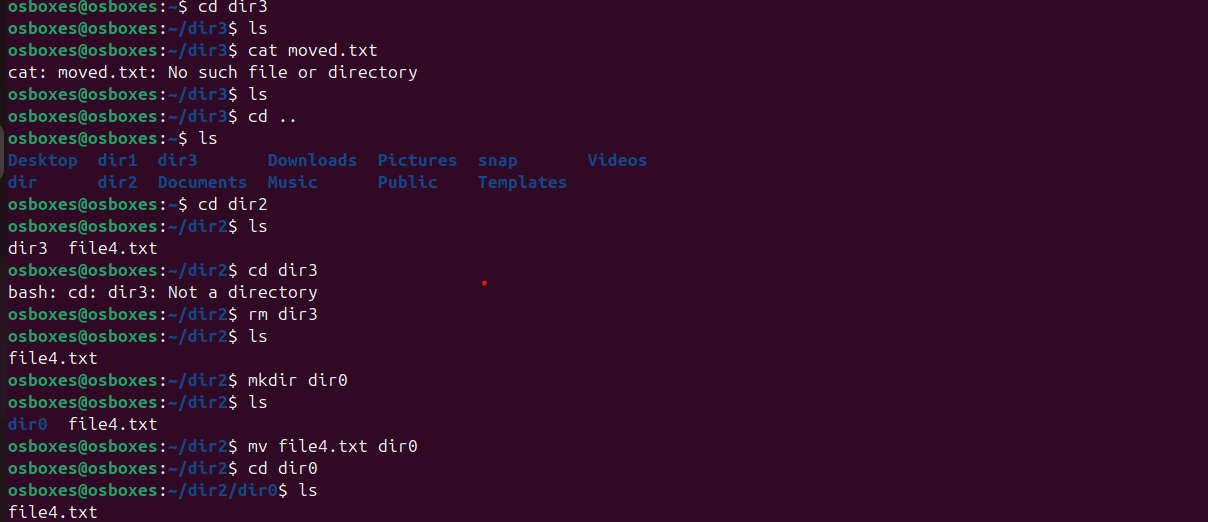 osboxes@osboxes:~$ cd dir3
osboxes@osboxes:~/dir3$ ls
osboxes@osboxes:~/dir3$ cat moved.txt
cat: moved.txt: No such file or directory
osboxes@osboxes:~/dir3$ ls
osboxes@osboxes:~/dir3$ cd ..
osboxes@osboxes:~$ ls
Desktop  dir1  dir3       Downloads  Pictures  snap       Videos
dir      dir2  Documents  Music      Public    Templates
osboxes@osboxes:~$ cd dir2
osboxes@osboxes:~/dir2$ ls
dir3  file4.txt
osboxes@osboxes:~/dir2$ cd dir3
bash: cd: dir3: Not a directory
osboxes@osboxes:~/dir2$ rm dir3
osboxes@osboxes:~/dir2$ ls
file4.txt
osboxes@osboxes:~/dir2$ mkdir dir0
osboxes@osboxes:~/dir2$ ls
dir0  file4.txt
osboxes@osboxes:~/dir2$ mv file4.txt dir0
osboxes@osboxes:~/dir2$ cd dir0
osboxes@osboxes:~/dir2/dir0$ ls
file4.txt